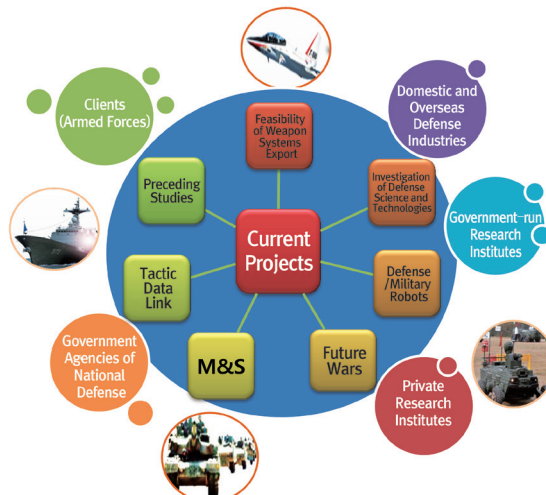 Clients
(Armed Forces)
Domestic and
Overseas
Defense
Industries
Feasibility
of Weapon
Systems
Export
Preceding
Studies
Investigation
of Defense
Science and
Technologies
Government-run
Research
Institutes
Current
Projects
Tactic
Data
Link
Defense
/Military
Robots
Government
Agencies of
National
Defense
M&S
Future
Wars
Private
Research
Institutes